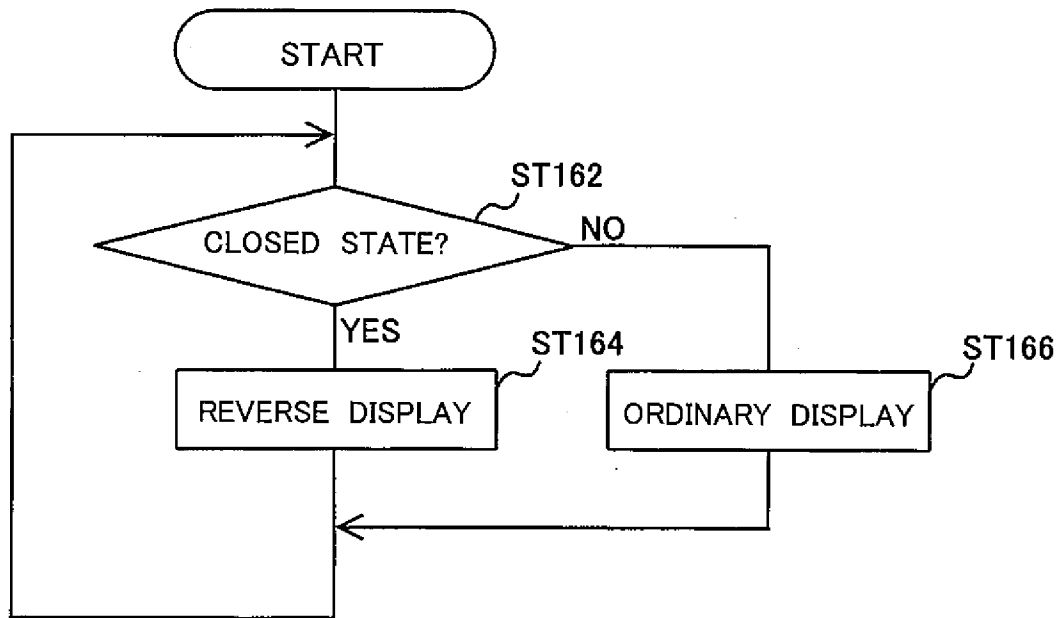 START
ST162
CLOSED STATE?
NO
YES
ST164
REVERSE DISPLAY
ST166
ORDINARY DISPLAY